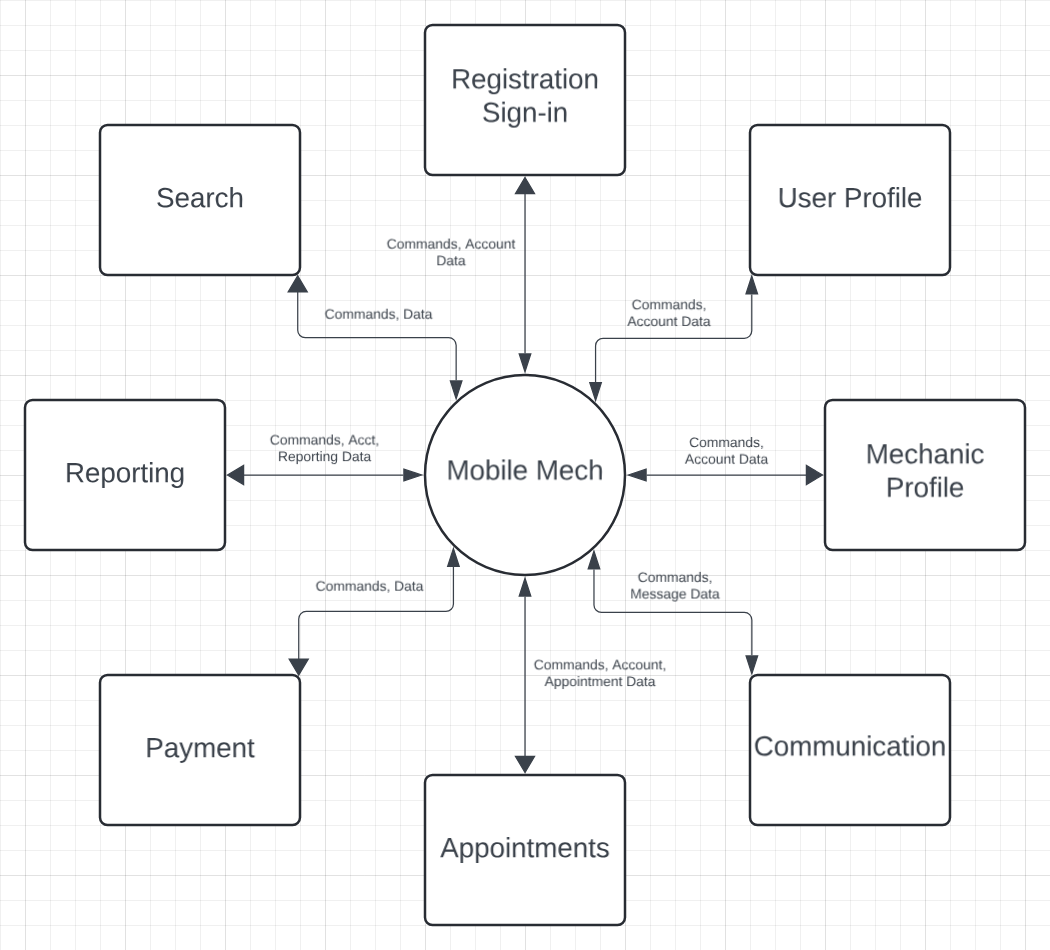 Registration
Sign-in
Search
User Profile
Commands, Account
Data
Commands, Data
Commands,
Account Data
Reporting
Commands, Acct,
Reporting Data
Mobile Mech
Commands,
Account Data
Mechanic
Profile
Commands, Data
Commands,
Message Data
Commands, Account,
Appointment Data
Payment
Communication
Appointments